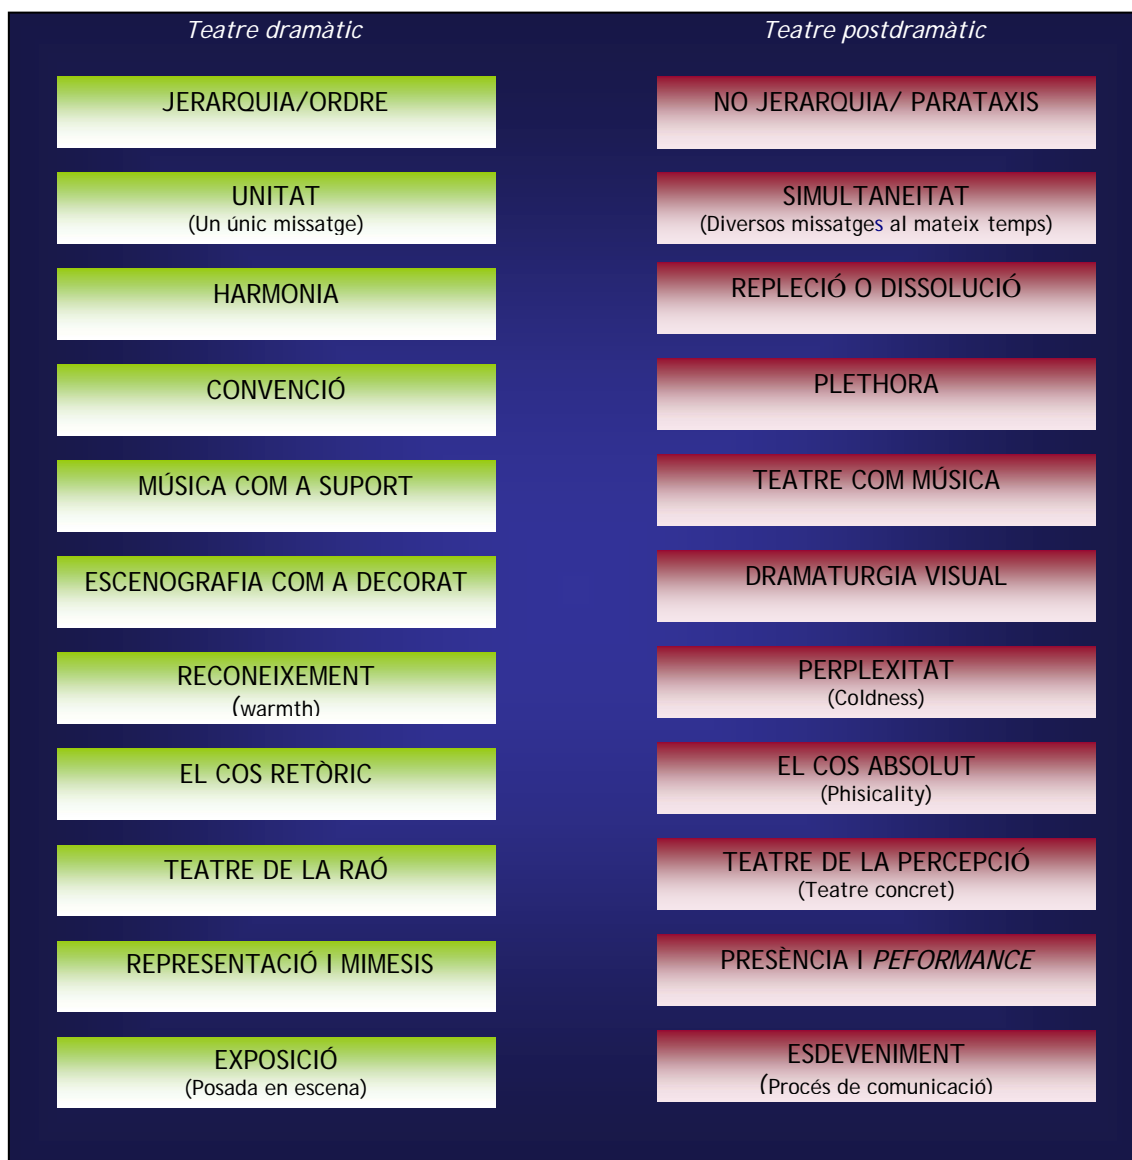 Teatre dramàtic
Teatre postdramàtic
JERARQUIA/ORDRE
NO JERARQUIA/ PARATAXIS
UNITAT
(Un únic missatge)
SIMULTANEITAT
(Diversos missatges al mateix temps)
HARMONIA
REPLECIÓ O DISSOLUCIÓ
CONVENCIÓ
PLETHORA
MÚSICA COM A SUPORT
TEATRE COM MÚSICA
ESCENOGRAFIA COM A DECORAT
DRAMATURGIA VISUAL
RECONEIXEMENT
(warmth)
PERPLEXITAT
(Coldness)
EL COS RETÒRIC
EL COS ABSOLUT
(Phisicality)
TEATRE DE LA RAÓ
TEATRE DE LA PERCEPCIÓ
(Teatre concret)
REPRESENTACIÓ I MIMESIS
PRESÈNCIA I PEFORMANCE
EXPOSICIÓ
(Posada en escena)
ESDEVENIMENT
(Procés de comunicació)